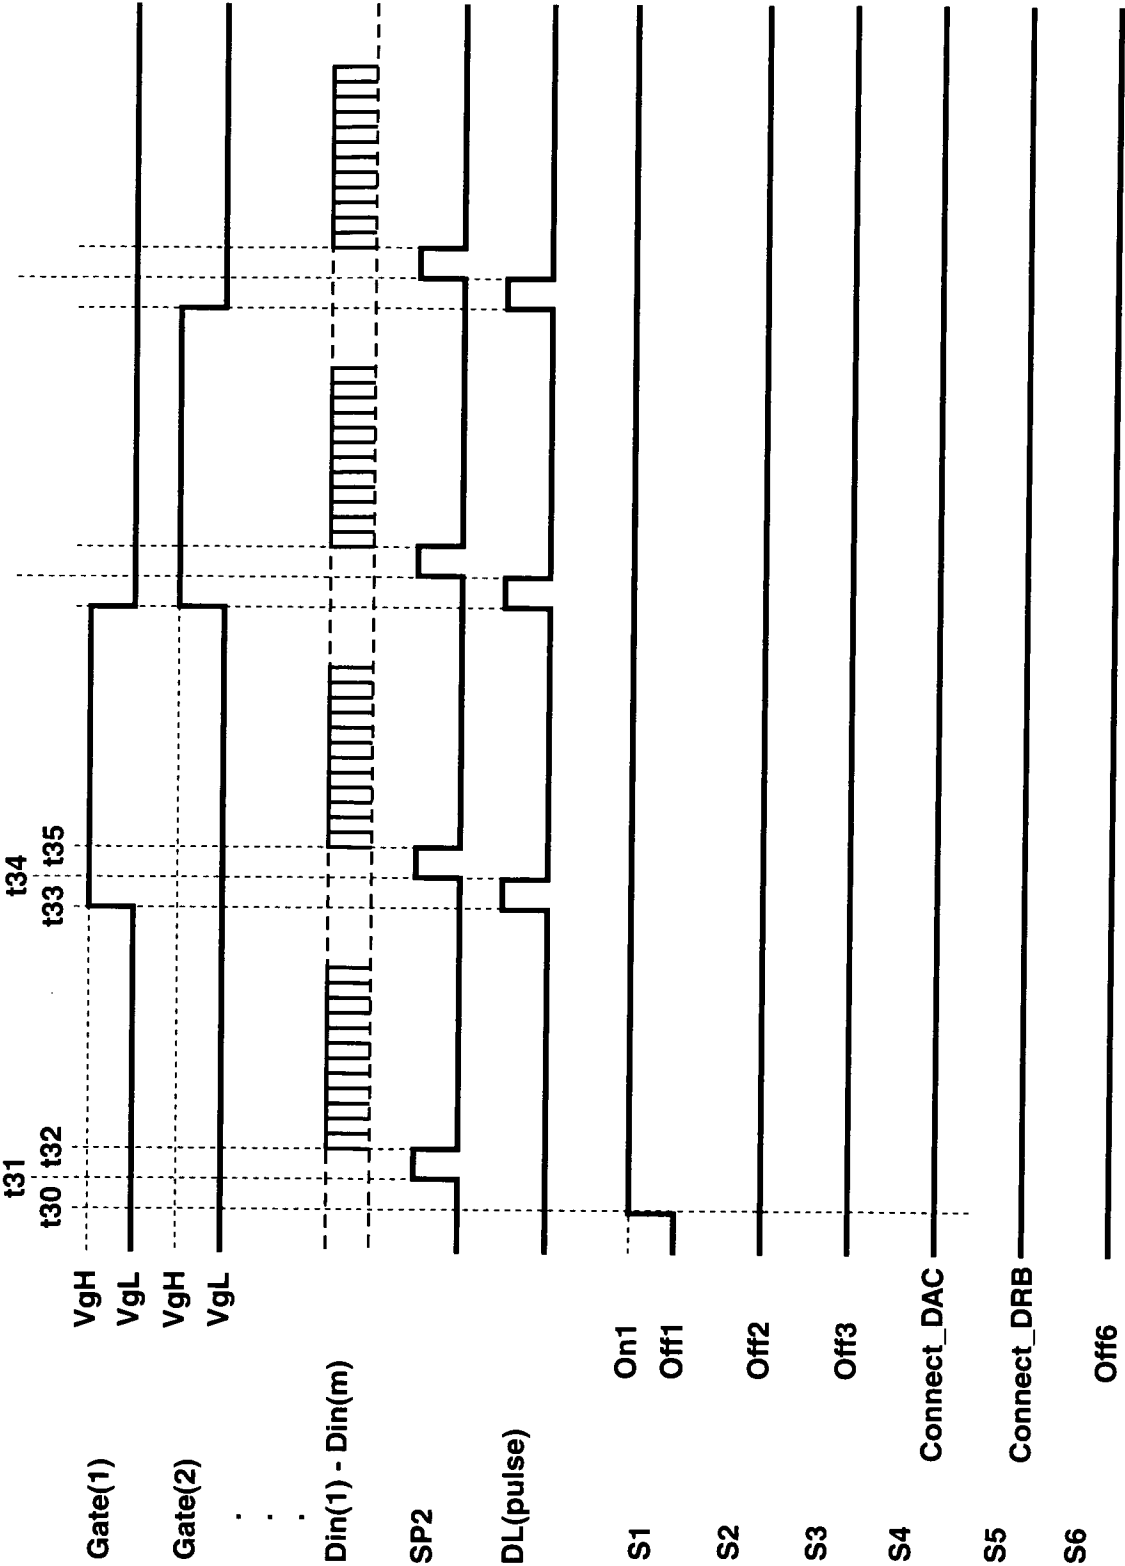 t31
t34
t30
t32
t33
t35
Gate(1)
VgH
VgL
Gate(2)
VgH
VgL
Din(1) - Din(m)
SP2
DL(pulse)
S1
On1
Off1
S2
Off2
S3
Off3
S4
Connect_DAC
S5
Connect_DRB
S6
Off6